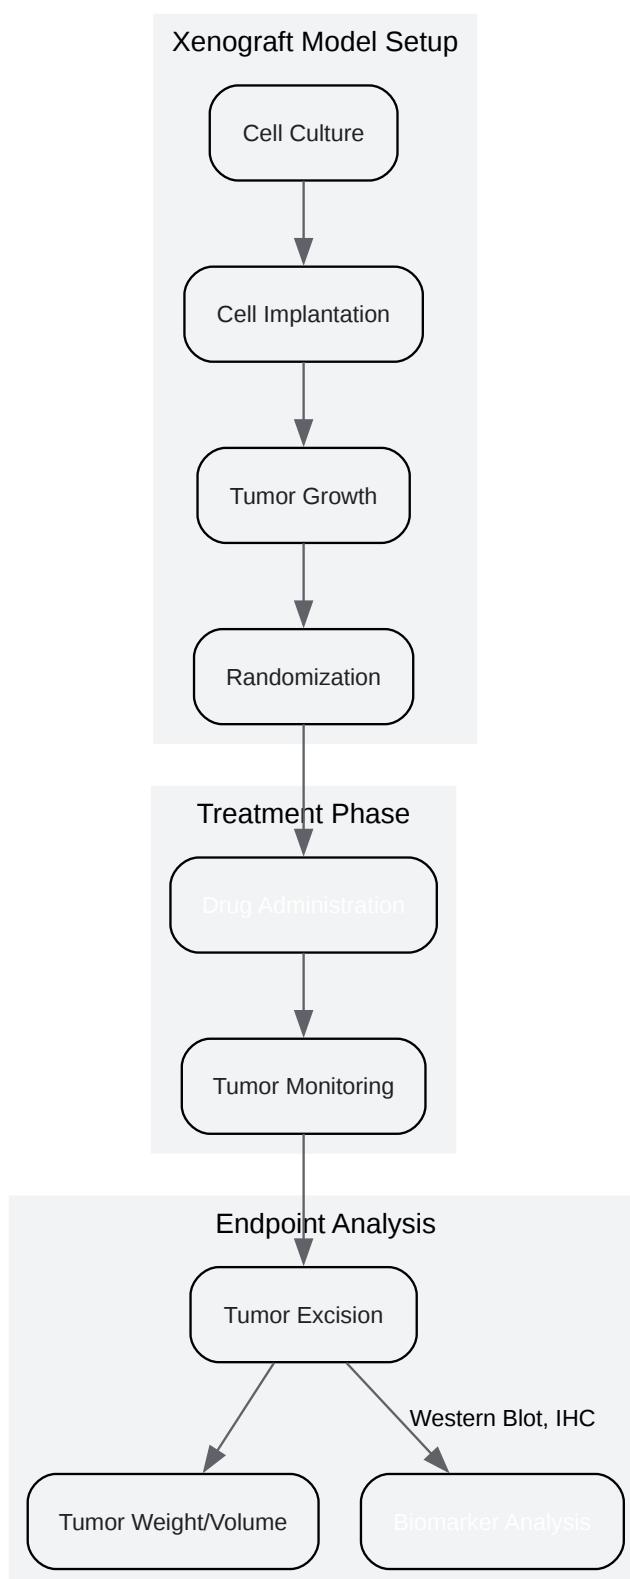 Xenograft Model Setup
Cell Culture
Cell Implantation
Tumor Growth
Randomization
Treatment Phase
Drug Administration
Tumor Monitoring
Endpoint Analysis
Tumor Excision
Western Blot, IHC
Tumor Weight/Volume
Biomarker Analysis